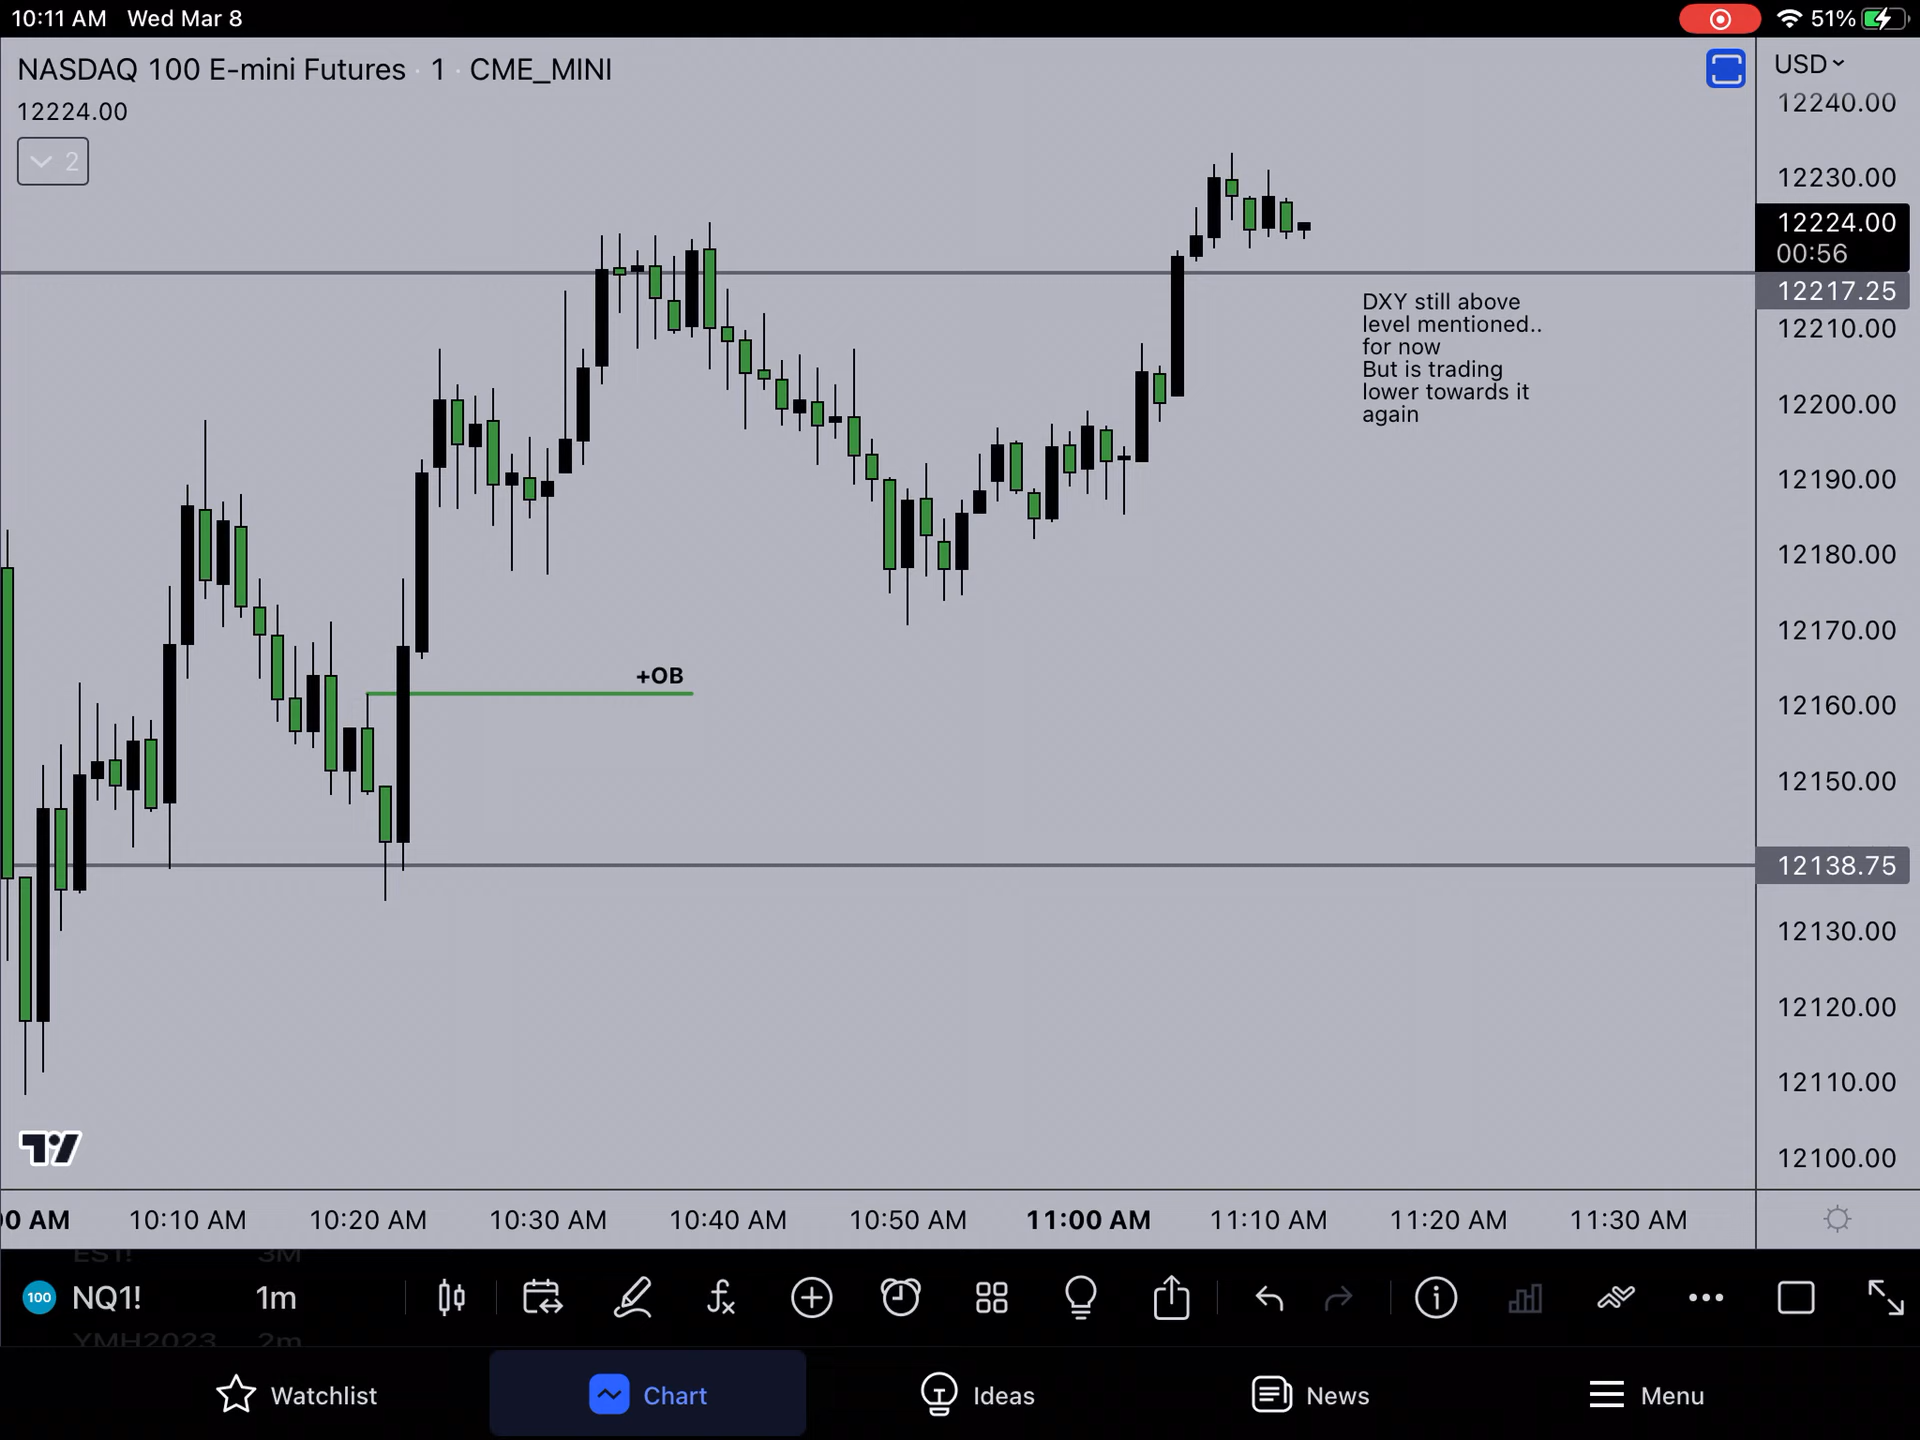 10:11 AM Wed Mar 8
51%
NASDAQ 100 E-mini Futures · 1 · CME_MINI
12224.00
2
USD
12240.00
12230.00
12224.00
00:56
12217.25
12210.00
12200.00
12190.00
12180.00
12170.00
12160.00
12150.00
12138.75
12130.00
12120.00
12110.00
12100.00
DXY still above
level mentioned..
for now
But is trading
lower towards it
again
+OB
0 AM 10:10 AM 10:20 AM 10:30 AM 10:40 AM 10:50 AM 11:00 AM 11:10 AM 11:20 AM 11:30 AM
ES1! 3M
100 NQ1! 1m
YMH2023 2m
Watchlist Chart Ideas News Menu